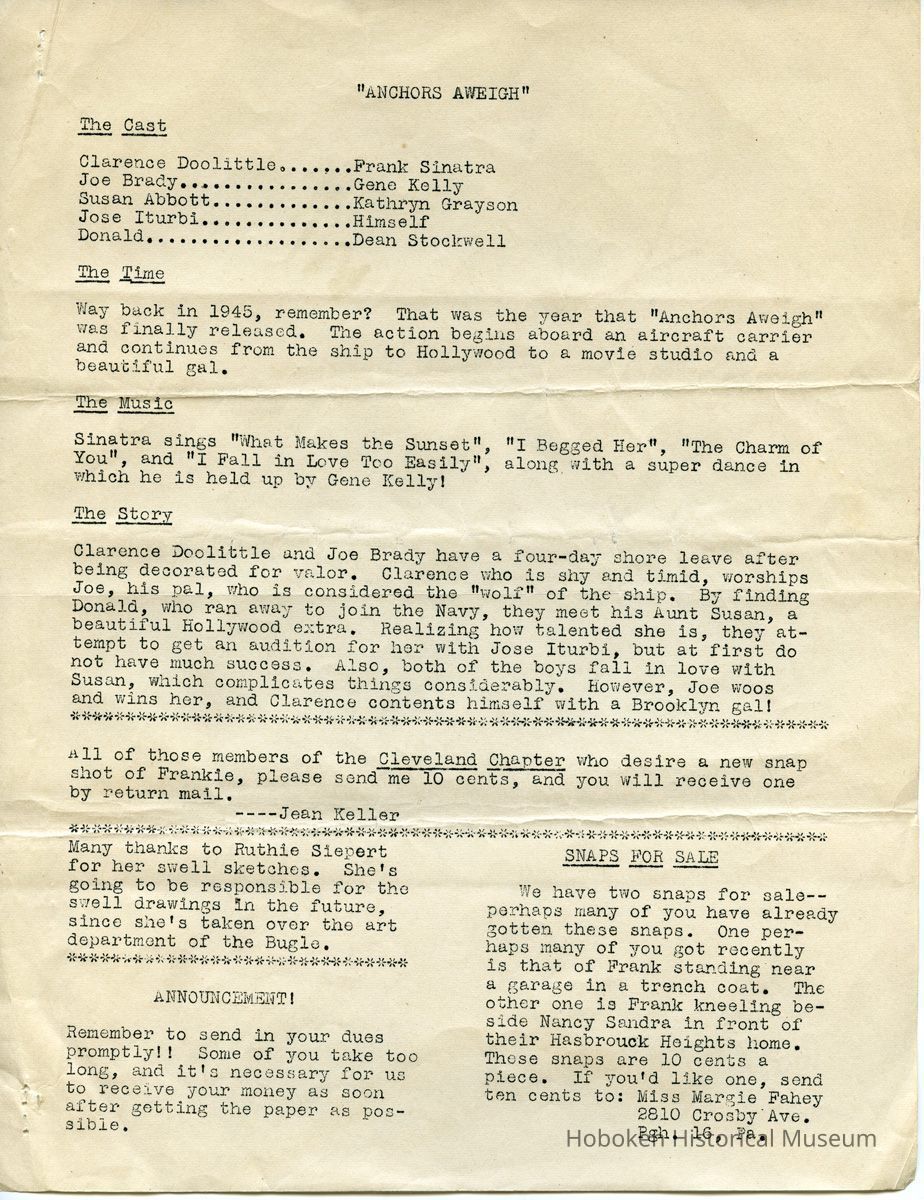 "ANCHORS AWEIGH"
The Cast
Clarence Doolittle........Frank Sinatra
Joe Brady................Gene Kelly
Susan Abbott.............Kathryn Grayson
Jose Iturbi..............Himself
Donald...................Dean Stockwell
The Time
Way back in 1945, remember?  That was the year that "Anchors Aweigh"
was finally released.  The action begins aboard an aircraft carrier
and continues from the ship to Hollywood to a movie studio and a
beautiful gal.
The Music
Sinatra sings "What Makes the Sunset", "I Begged Her", "The Charm of
You", and "I Fall in Love Too Easily", along with a super dance in
which he is held up by Gene Kelly!
The Story
Clarence Doolittle and Joe Brady have a four-day shore leave after
being decorated for valor.  Clarence who is shy and timid, worships
Joe, his pal, who is considered the "wolf" of the ship.  By finding
Donald, who ran away to join the Navy, they meet his Aunt Susan, a
beautiful Hollywood extra.  Realizing how talented she is, they at-
tempt to get an audition for her with Jose Iturbi, but at first do
not have much success.  Also, both of the boys fall in love with
Susan, which complicates things considerably.  However, Joe woos
and wins her, and Clarence contents himself with a Brooklyn gal!
********************************************************************
All of those members of the Cleveland Chapter who desire a new snap
shot of Frankie, please send me 10 cents, and you will receive one
by return mail.
----Jean Keller
********************************************************************
Many thanks to Ruthie Siepert
for her swell sketches.  She's
going to be responsible for the
swell drawings in the future,
since she's taken over the art
department of the Bugle.
*******************************
ANNOUNCEMENT!
Remember to send in your dues
promptly!!  Some of you take too
long, and it's necessary for us
to receive your money as soon
after getting the paper as pos-
sible.
SNAPS FOR SALE
We have two snaps for sale--
perhaps many of you have already
gotten these snaps.  One per-
haps many of you got recently
is that of Frank standing near
a garage in a trench coat.  The
other one is Frank kneeling be-
side Nancy Sandra in front of
their Hasbrouck Heights home.
These snaps are 10 cents a
piece.  If you'd like one, send
ten cents to: Miss Margie Fahey
2810 Crosby Ave.
Pgh. 16, Pa.
Hoboken Historical Museum